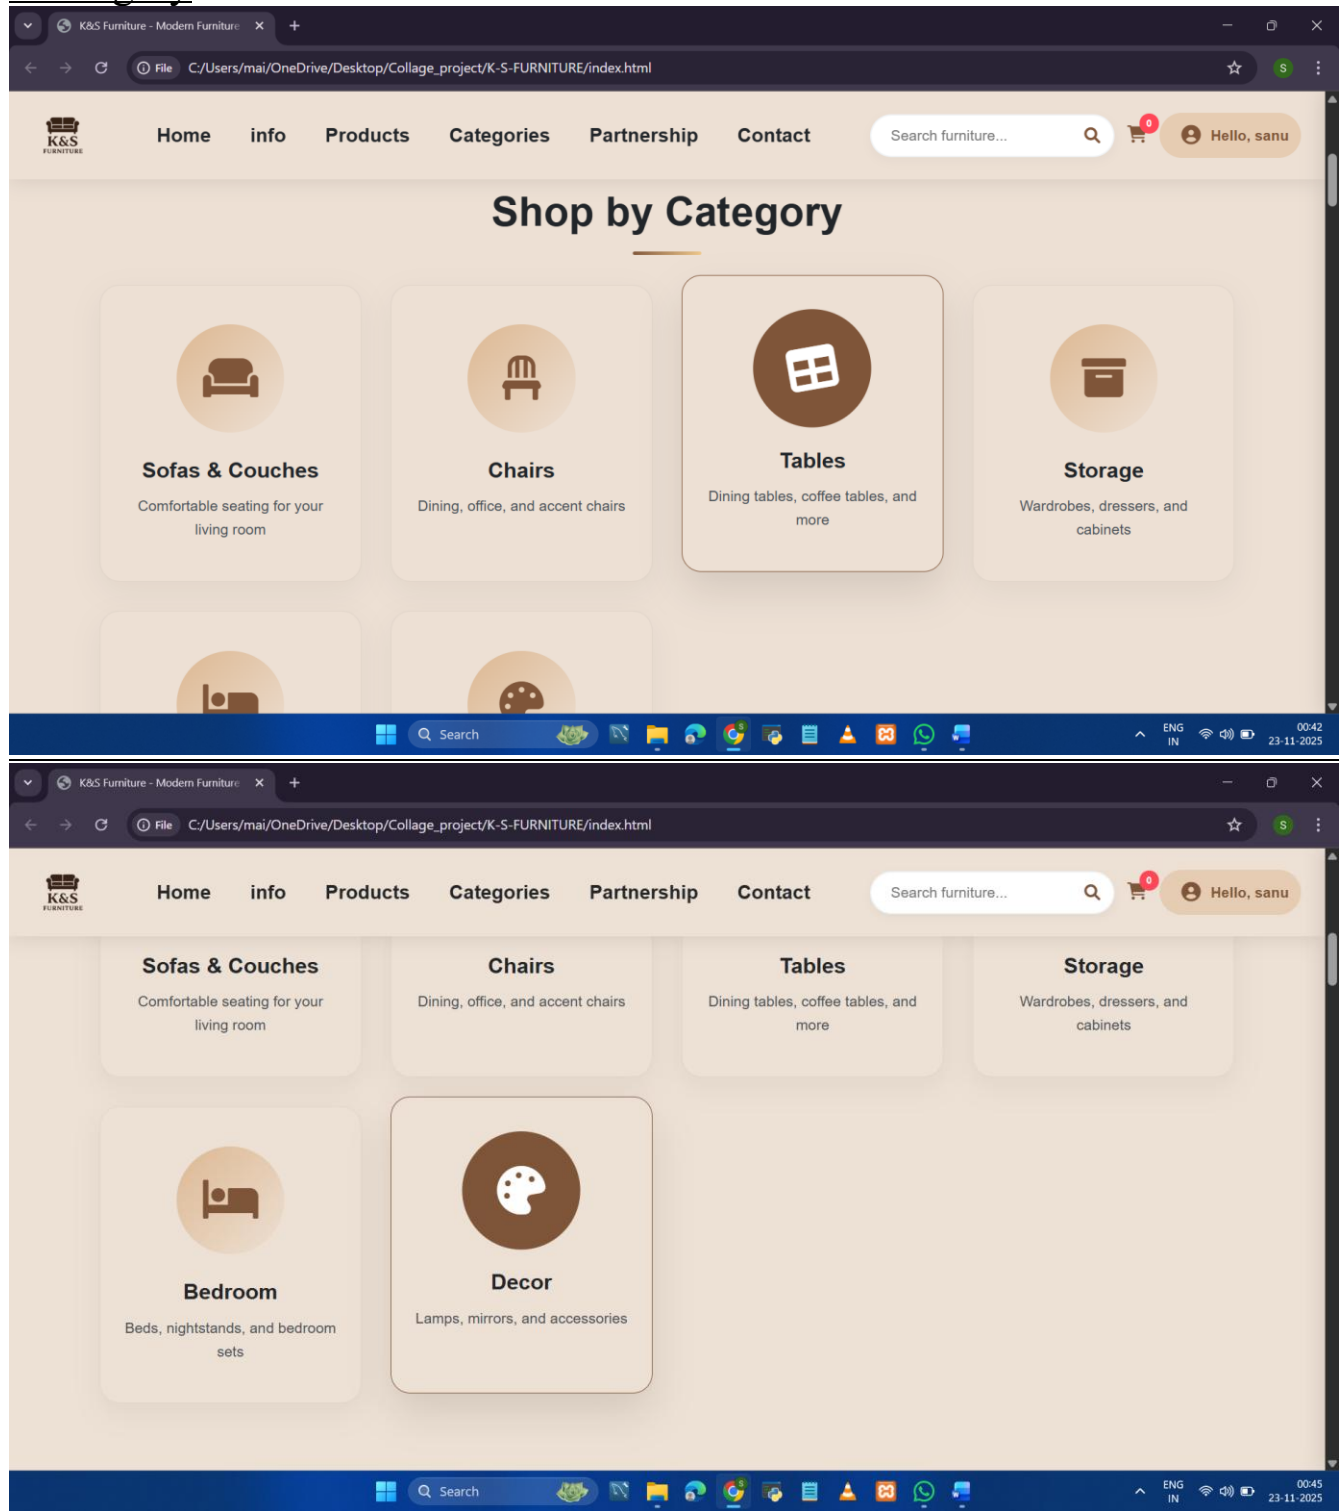 K&S Furniture - Modern Furniture
File C:/Users/mai/OneDrive/Desktop/Collage_project/K-S-FURNITURE/index.html S
K&S
FURNITURE
Home info Products Categories Partnership Contact Search furniture... 0 Hello, sanu
Shop by Category
Sofas & Couches
Comfortable seating for your
living room
Chairs
Dining, office, and accent chairs
Tables
Dining tables, coffee tables, and
more
Storage
Wardrobes, dressers, and
cabinets
Search
ENG
IN
00:42
23-11-2025
K&S Furniture - Modern Furniture
File C:/Users/mai/OneDrive/Desktop/Collage_project/K-S-FURNITURE/index.html S
K&S
FURNITURE
Home info Products Categories Partnership Contact Search furniture... 0 Hello, sanu
Sofas & Couches
Comfortable seating for your
living room
Chairs
Dining, office, and accent chairs
Tables
Dining tables, coffee tables, and
more
Storage
Wardrobes, dressers, and
cabinets
Bedroom
Beds, nightstands, and bedroom
sets
Decor
Lamps, mirrors, and accessories
Search
ENG
IN
00:45
23-11-2025